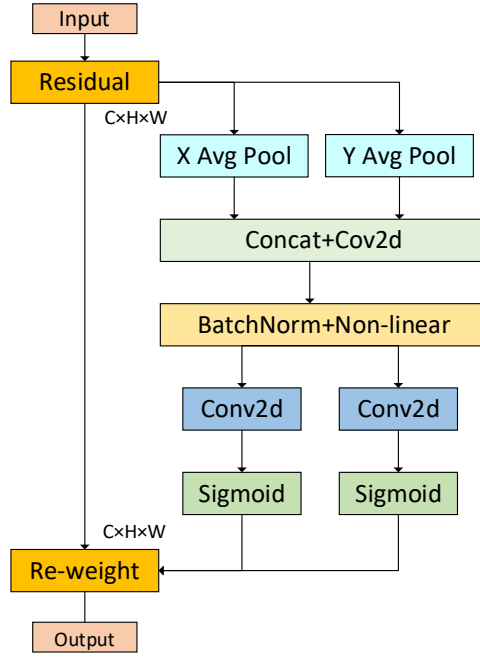 Input
Residual
C×H×W
X Avg Pool
Y Avg Pool
Concat+Cov2d
BatchNorm+Non-linear
Conv2d
Conv2d
Sigmoid
Sigmoid
C×H×W
Re-weight
Output